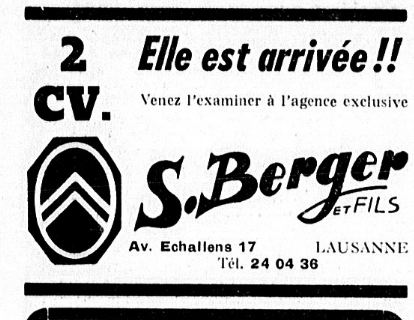 2 CV.
Elle est arrivée !!
Venez l'examiner à l'agence exclusive
S. Berger
ET FILS
Av. Echallens 17 LAUSANNE
Tél. 24 04 36